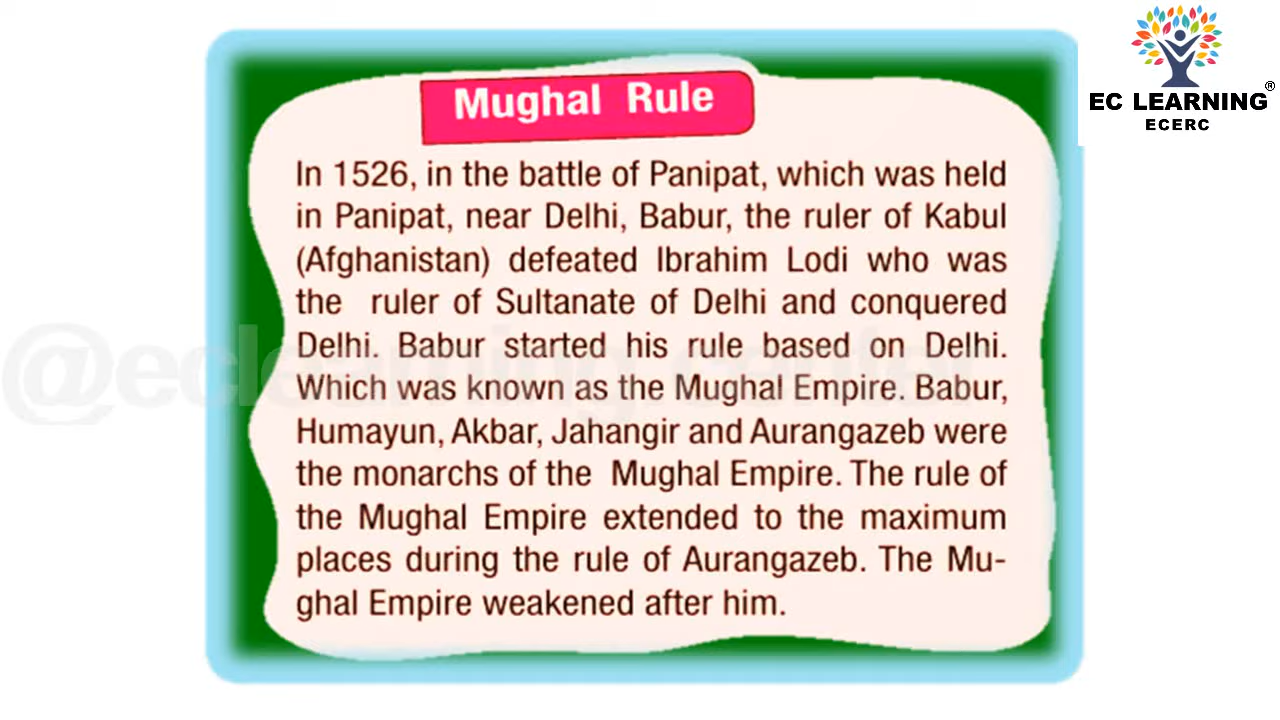 EC LEARNING®
ECERC
Mughal Rule
In 1526, in the battle of Panipat, which was held
in Panipat, near Delhi, Babur, the ruler of Kabul
(Afghanistan) defeated Ibrahim Lodi who was
the ruler of Sultanate of Delhi and conquered
Delhi. Babur started his rule based on Delhi.
Which was known as the Mughal Empire. Babur,
Humayun, Akbar, Jahangir and Aurangazeb were
the monarchs of the Mughal Empire. The rule of
the Mughal Empire extended to the maximum
places during the rule of Aurangazeb. The Mu-
ghal Empire weakened after him.
@eclearning center